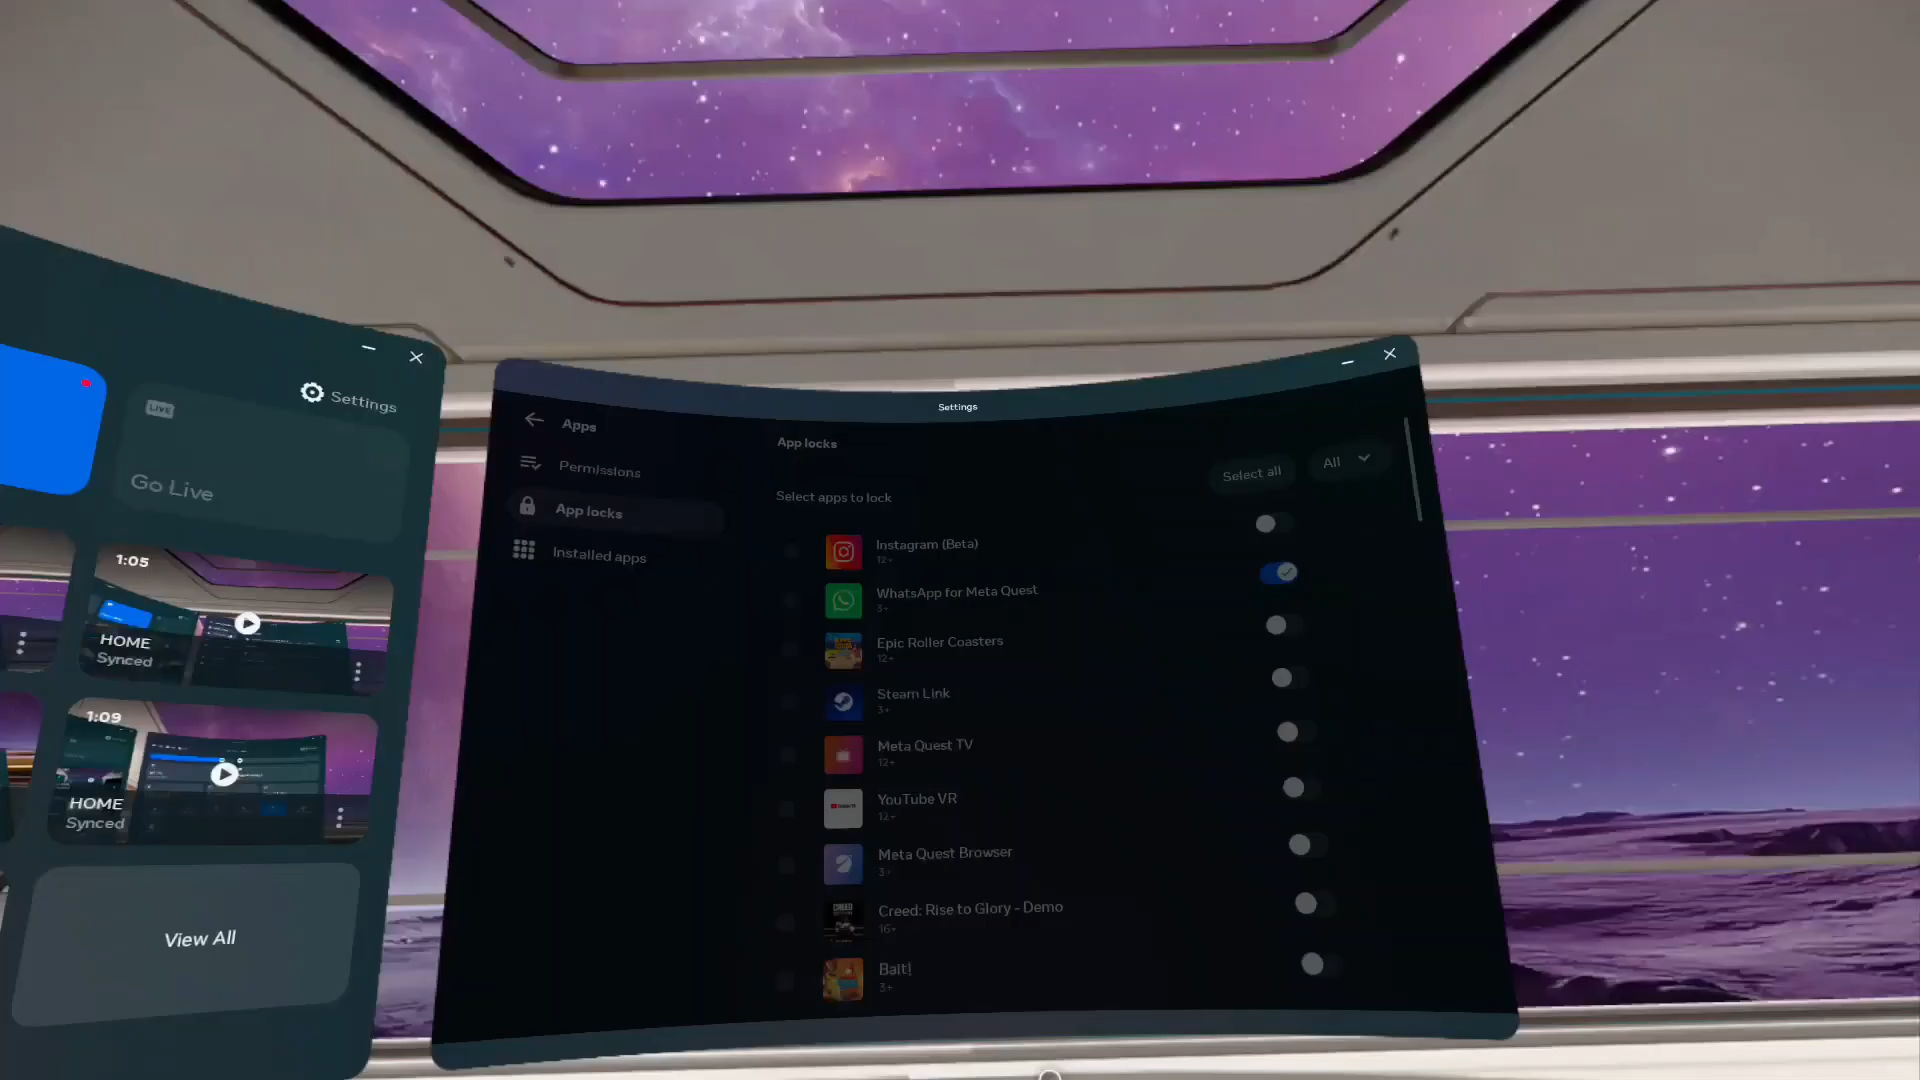 Settings
LIVE
Go Live
1:05
HOME
Synced
1:09
HOME
Synced
View All
Settings
Apps
Permissions
App locks
Installed apps
App locks
Select all
All
Select apps to lock
Instagram (Beta)
12+
WhatsApp for Meta Quest
3+
Epic Roller Coasters
12+
Steam Link
3+
Meta Quest TV
12+
YouTube VR
12+
Meta Quest Browser
3+
Creed: Rise to Glory - Demo
16+
Bait!
3+